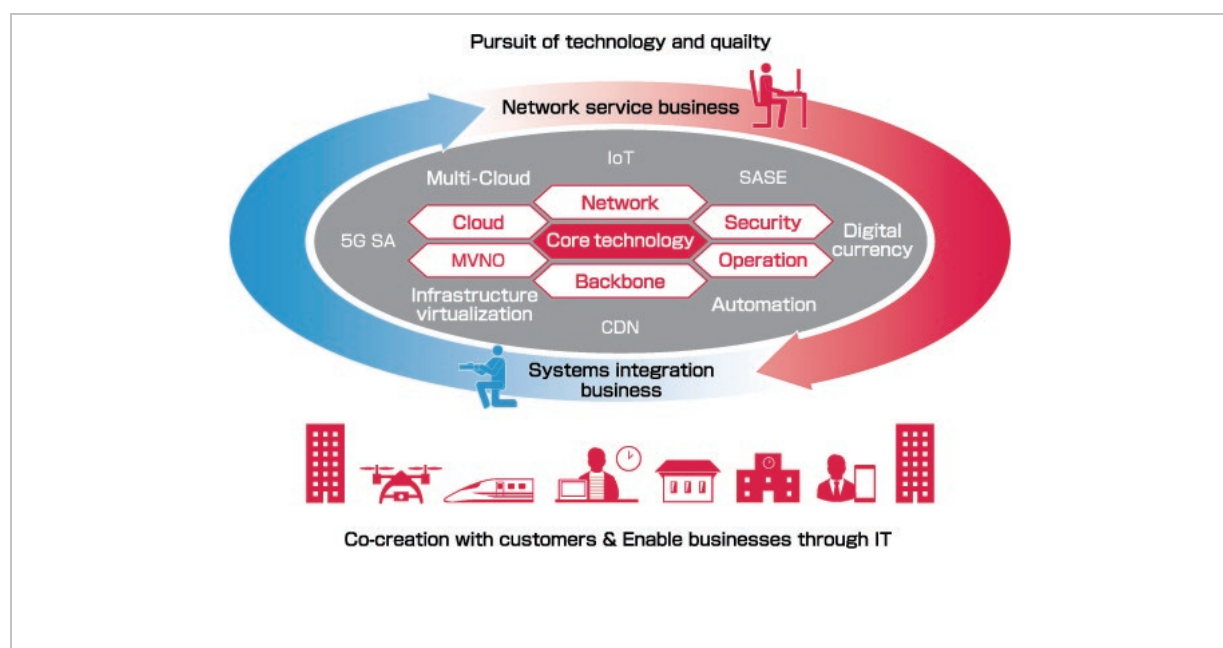 Pursuit of technology and quailty
Network service business
IoT
Multi-Cloud
SASE
Network
Cloud
Security
5G SA
Core technology
Digital
currency
MVNO
Operation
Backbone
Infrastructure
virtualization
Automation
CDN
Systems integration
business
Co-creation with customers & Enable businesses through IT